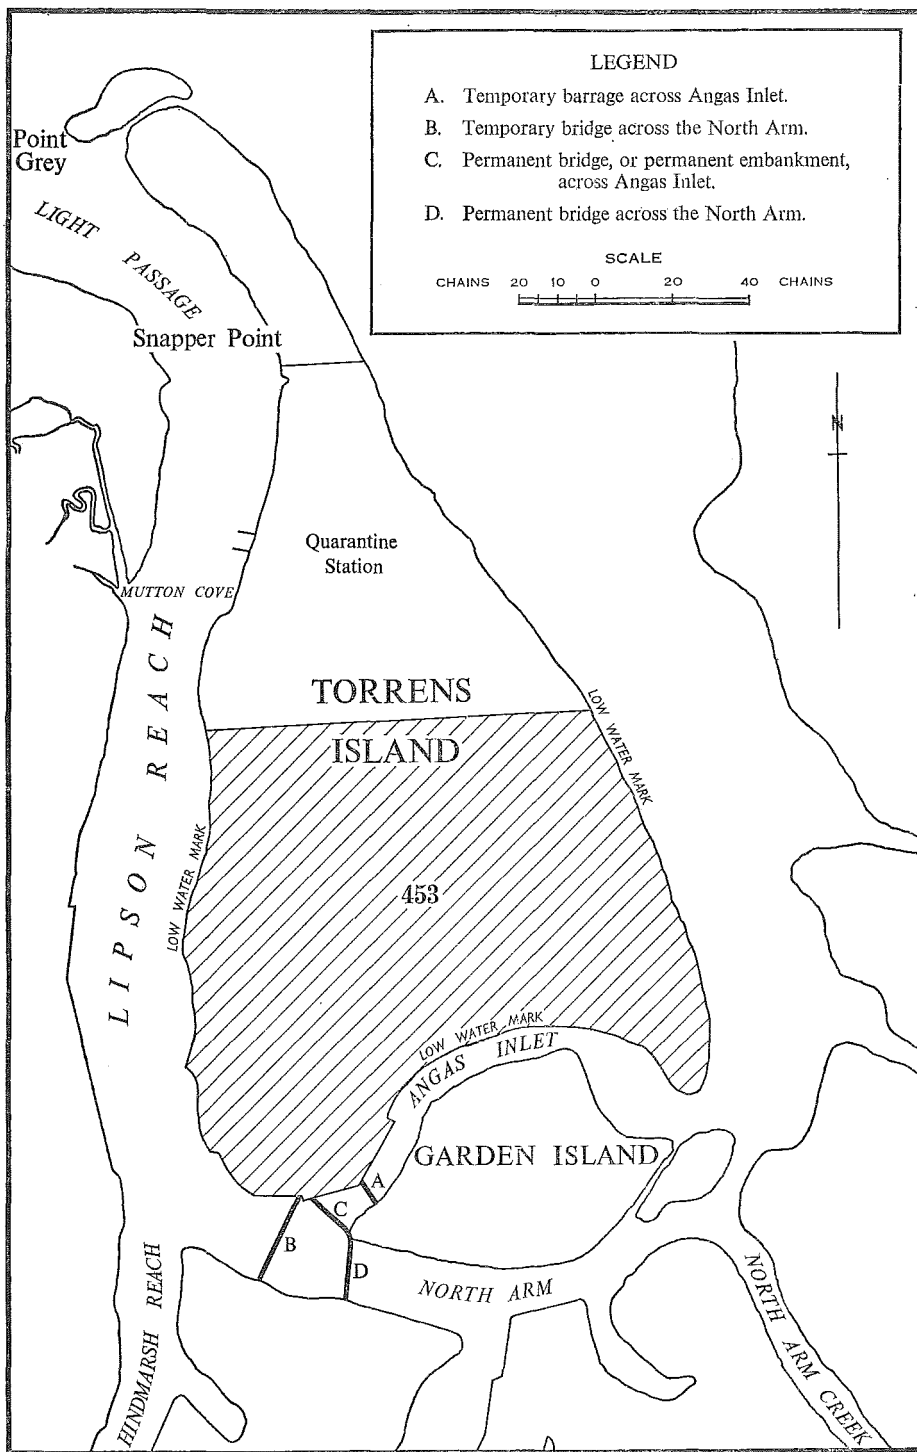 LEGEND
A. Temporary barrage across Angas Inlet.
B. Temporary bridge across the North Arm.
C. Permanent bridge, or permanent embankment,
across Angas Inlet.
D. Permanent bridge across the North Arm.
SCALE
CHAINS 20 10 0 20 40 CHAINS
Point
Grey
LIGHT PASSAGE
Snapper Point
N
Quarantine
Station
MUTTON COVE
LIPSON REACH
TORRENS
ISLAND
LOW WATER MARK
LOW WATER MARK
453
LOW WATER MARK
ANGAS INLET
GARDEN ISLAND
A
C
B
D
NORTH ARM
HINDMARSH REACH
NORTH ARM CREEK